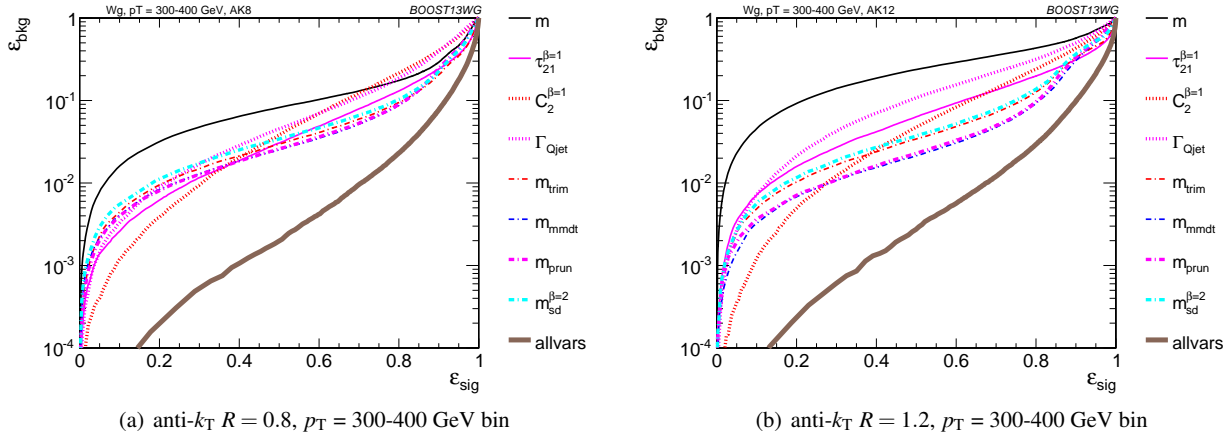 Wg, pT = 300-400 GeV, AK8
BOOST13WG
ε_bkg
1
10^-1
10^-2
10^-3
10^-4
0
0.2
0.4
0.6
0.8
1
ε_sig
m
τ_21^β=1
C_2^β=1
Γ_Qjet
m_trim
m_mmdt
m_prun
m_sd^β=2
allvars
(a) anti-k_T R = 0.8, p_T = 300-400 GeV bin
Wg, pT = 300-400 GeV, AK12
BOOST13WG
ε_bkg
1
10^-1
10^-2
10^-3
10^-4
0
0.2
0.4
0.6
0.8
1
ε_sig
m
τ_21^β=1
C_2^β=1
Γ_Qjet
m_trim
m_mmdt
m_prun
m_sd^β=2
allvars
(b) anti-k_T R = 1.2, p_T = 300-400 GeV bin